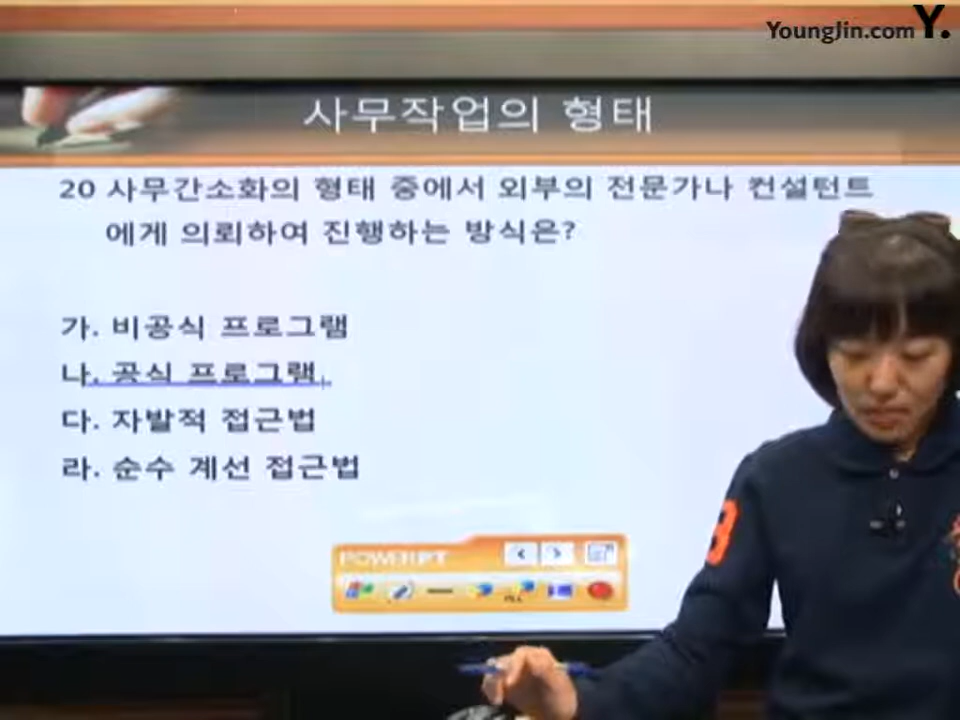 YoungJin.com Y.
사무작업의 형태
20 사무간소화의 형태 중에서 외부의 전문가나 컨설턴트
에게 의뢰하여 진행하는 방식은?
가. 비공식 프로그램
나. 공식 프로그램
다. 자발적 접근법
라. 순수 계선 접근법
3